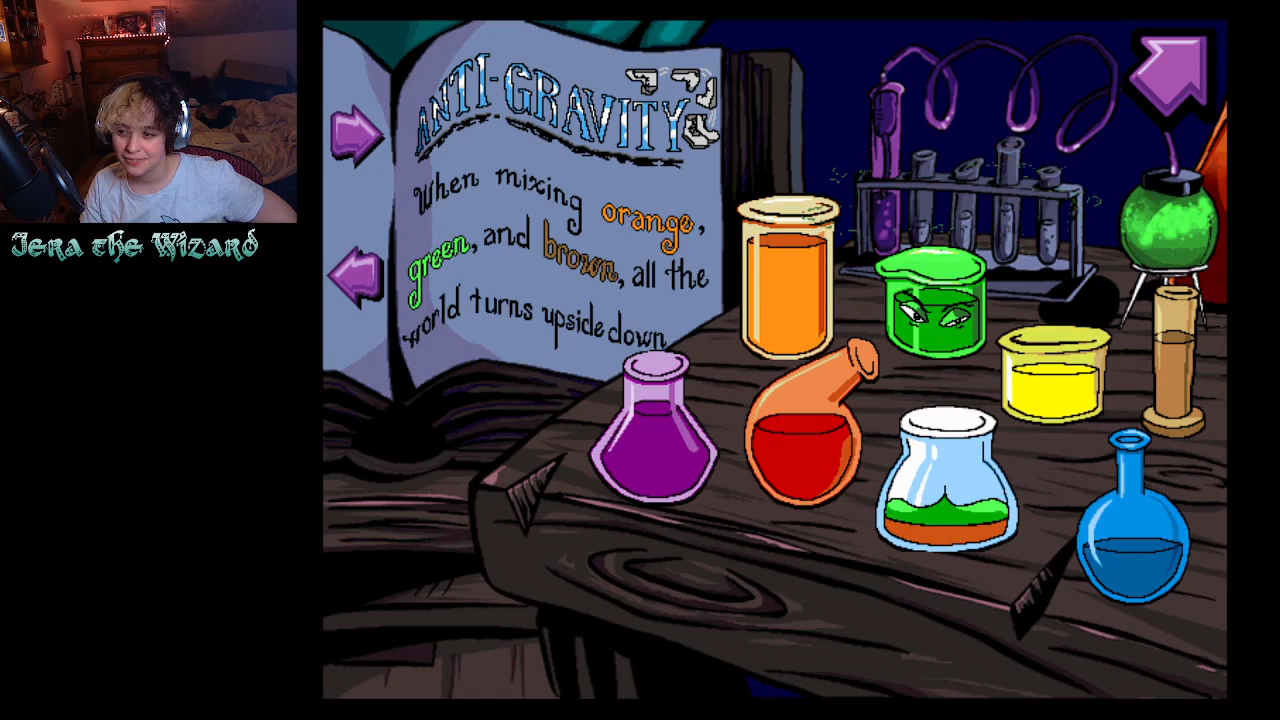 ANTI-GRAVITY
When mixing orange,
green, and brown, all the
world turns upside down
Jera the Wizard